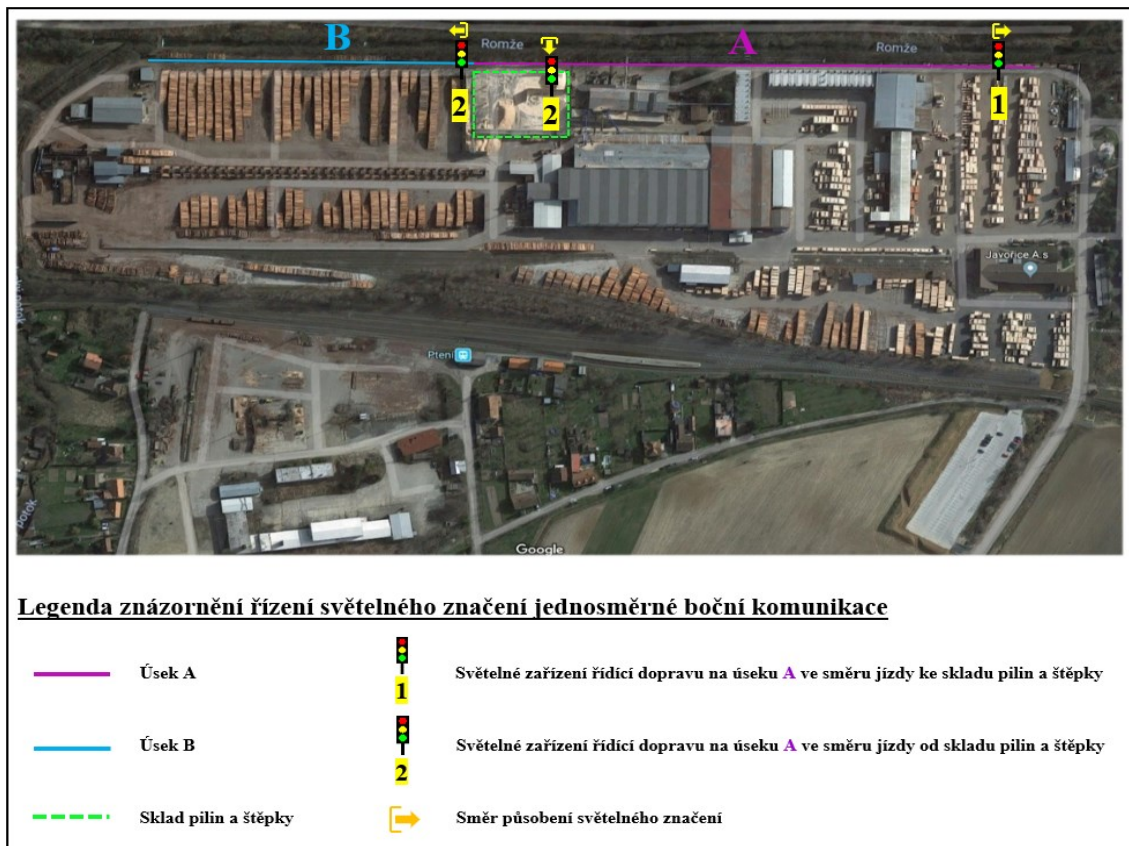 B
Romže
A
Romže
2
2
1
Javořice A.s
Ptení
potok
Google
Legenda znázornění řízení světelného značení jednosměrné boční komunikace
Úsek A
1
Světelné zařízení řídící dopravu na úseku A ve směru jízdy ke skladu pilin a štěpky
Úsek B
2
Světelné zařízení řídící dopravu na úseku A ve směru jízdy od skladu pilin a štěpky
Sklad pilin a štěpky
Směr působení světelného značení